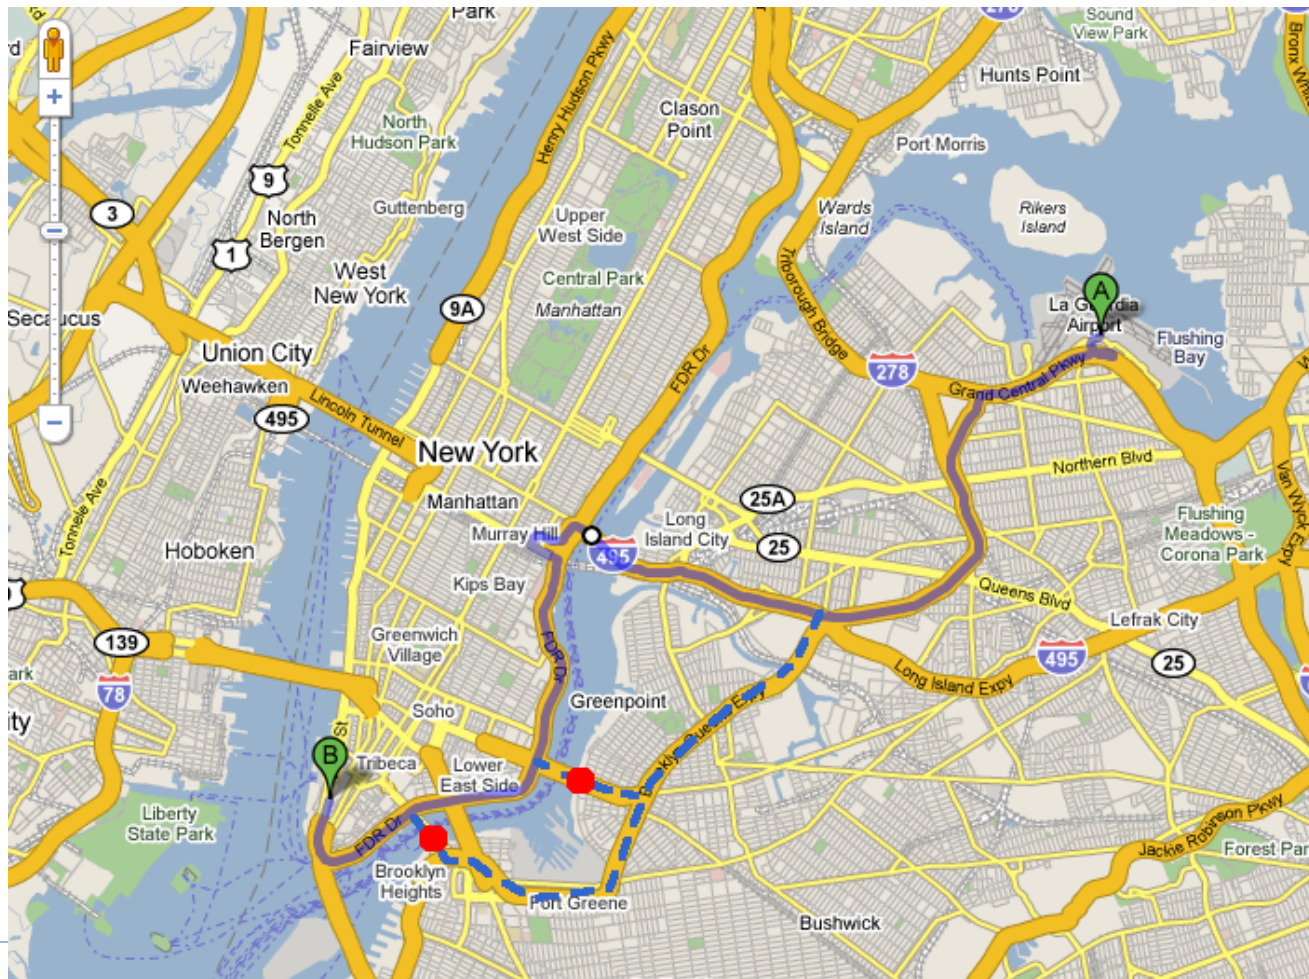 Park
Sound
View Park
rd
Fairview
Hunts Point
Bronx Whi
Tonnelle Ave
Henry Hudson Pkwy
Clason
Point
North
Hudson Park
Port Morris
9
3
Guttenberg
Wards
Island
Rikers
Island
North
Bergen
Upper
West Side
1
West
New York
Central Park
Manhattan
9A
A
La Guardia
Airport
Secaucus
Triborough Bridge
Flushing
Bay
Union City
Weehawken
FDR Dr
278
Grand Central Pkwy
Lincoln Tunnel
495
New York
Northern Blvd
Manhattan
25A
Tonnele Ave
Van Wyck Expy
Murray Hill
Long
Island City
Flushing
Meadows -
Corona Park
Hoboken
495
25
Kips Bay
Queens Blvd
Lefrak City
139
Greenwich
Village
FDR Dr
495
25
ark
78
Long Island Expy
Greenpoint
ity
Soho
St
Brooklyn Queens Expy
B
Tribeca
Lower
East Side
Liberty
State Park
FDR Dr
Jackie Robinson Pkwy
Forest Par
Brooklyn
Heights
Fort Greene
Bushwick